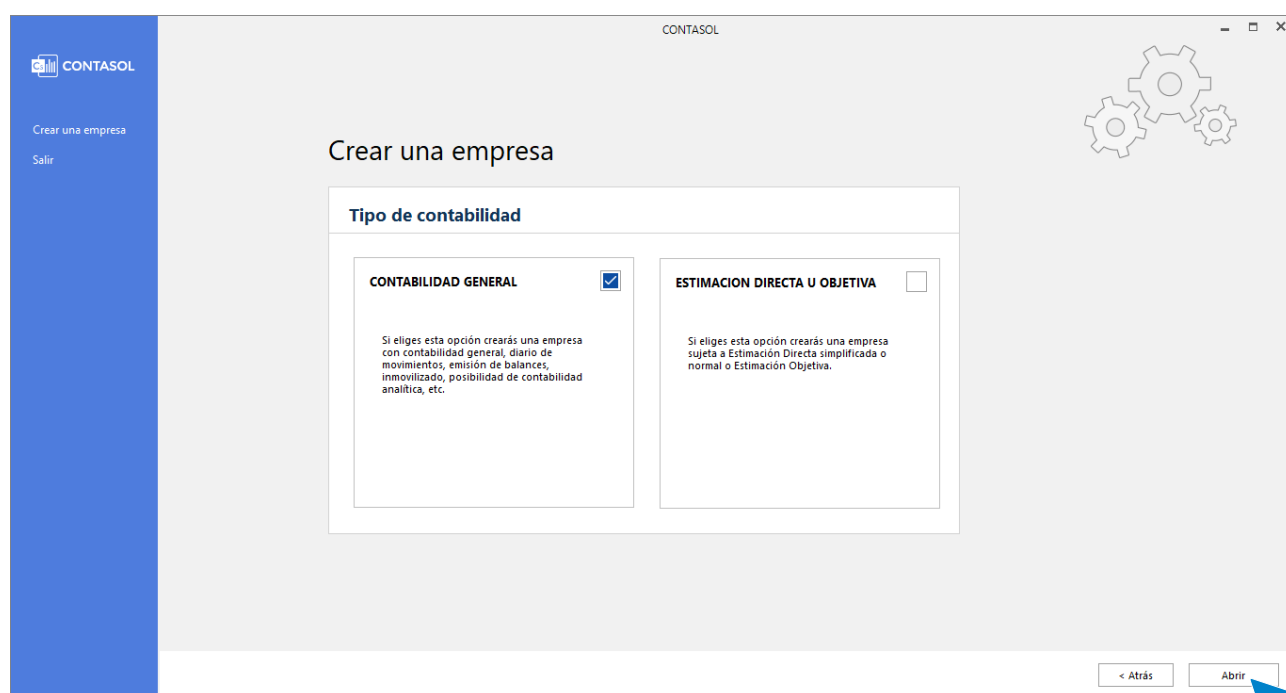 CONTASOL
CONTASOL
Crear una empresa
Salir
Crear una empresa
Tipo de contabilidad
CONTABILIDAD GENERAL
Si eliges esta opción crearás una empresa
con contabilidad general, diario de
movimientos, emisión de balances,
inmovilizado, posibilidad de contabilidad
analítica, etc.
ESTIMACION DIRECTA U OBJETIVA
Si eliges esta opción crearás una empresa
sujeta a Estimación Directa simplificada o
normal o Estimación Objetiva.
< Atrás
Abrir